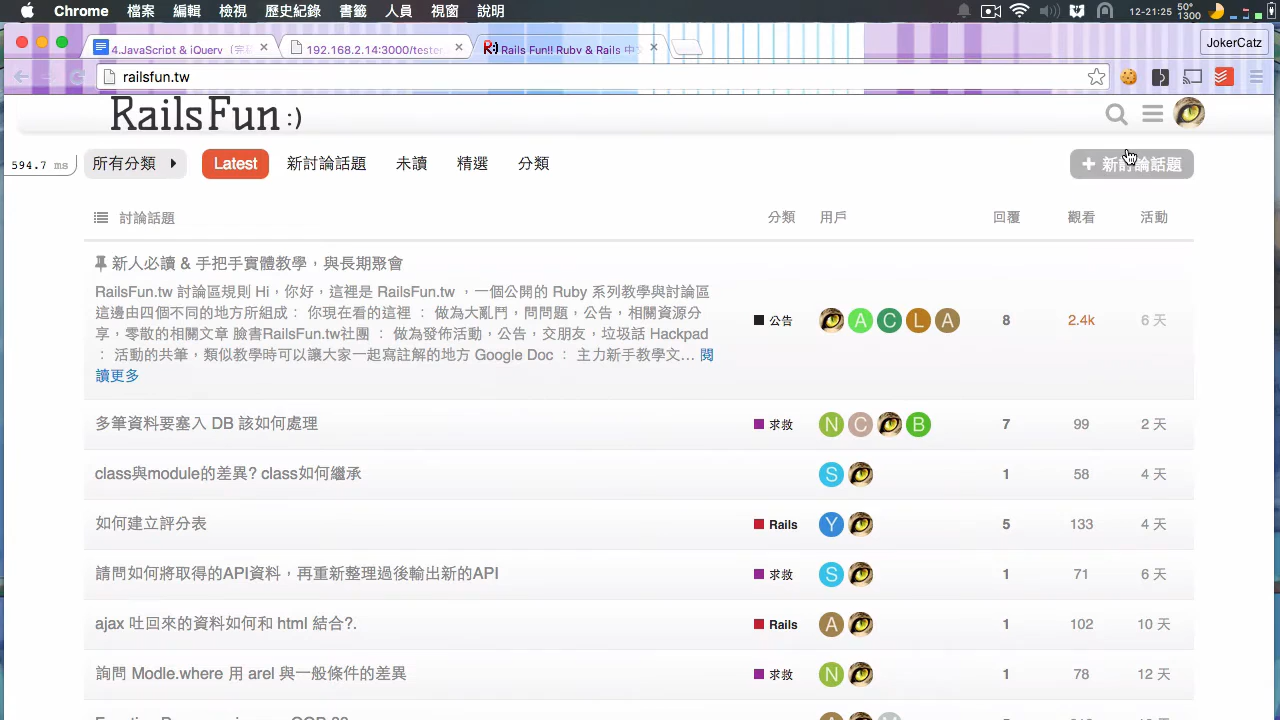 Chrome 檔案 編輯 檢視 歷史紀錄 書籤 人員 視窗 說明 12-21-25 50% 1300
4.JavaScript & jQuery 192.168.2.14:3000/tester Rails Fun!! Ruby & Rails 中 JokerCatz
railsfun.tw
RailsFun :)
594.7 ms 所有分類 Latest 新討論話題 未讀 精選 分類 + 新討論話題
討論話題 分類 用戶 回覆 觀看 活動
新人必讀 & 手把手實體教學，與長期聚會
RailsFun.tw 討論區規則 Hi，你好，這裡是 RailsFun.tw ，一個公開的 Ruby 系列教學與討論區
這邊由四個不同的地方所組成： 你現在看的這裡 ： 做為大亂鬥，問問題，公告，相關資源分
享，零散的相關文章 臉書RailsFun.tw社團 ： 做為發佈活動，公告，交朋友，垃圾話 Hackpad
： 活動的共筆，類似教學時可以讓大家一起寫註解的地方 Google Doc ： 主力新手教學文... 閱
讀更多
公告 A C L A 8 2.4k 6 天
多筆資料要塞入 DB 該如何處理 求救 N C B 7 99 2 天
class與module的差異? class如何繼承 S 1 58 4 天
如何建立評分表 Rails Y 5 133 4 天
請問如何將取得的API資料，再重新整理過後輸出新的API 求救 S 1 71 6 天
ajax 吐回來的資料如何和 html 結合?. Rails A 1 102 10 天
詢問 Modle.where 用 arel 與一般條件的差異 求救 N 1 78 12 天